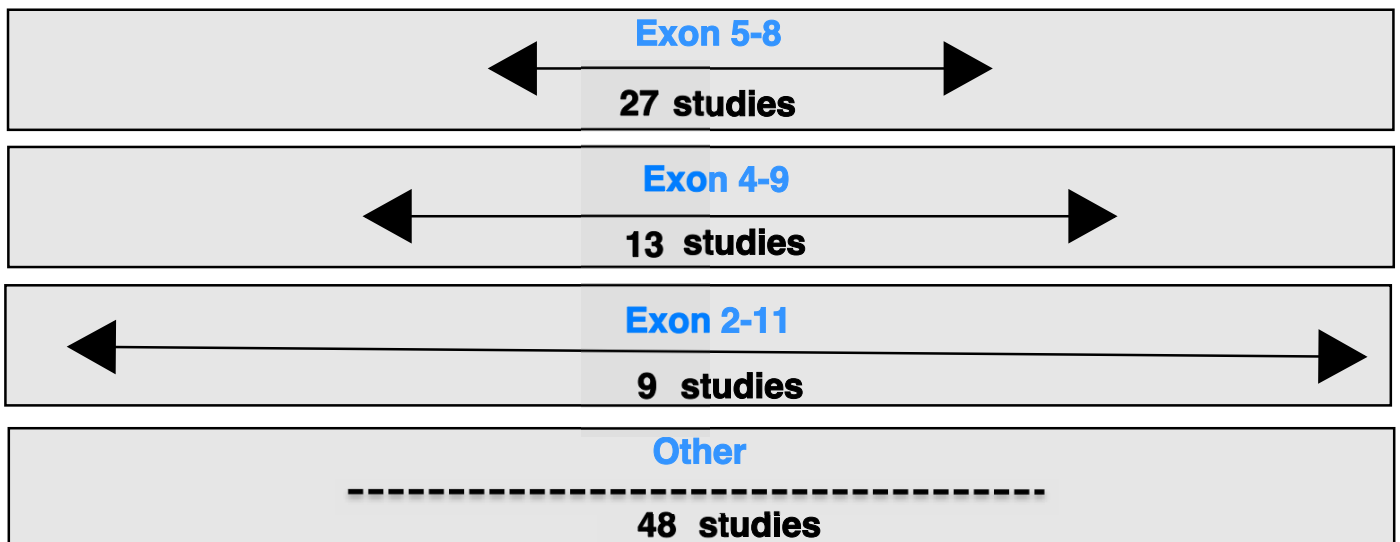 Exon 5-8
27 studies
Exon 4-9
13 studies
Exon 2-11
9 studies
Other
48 studies